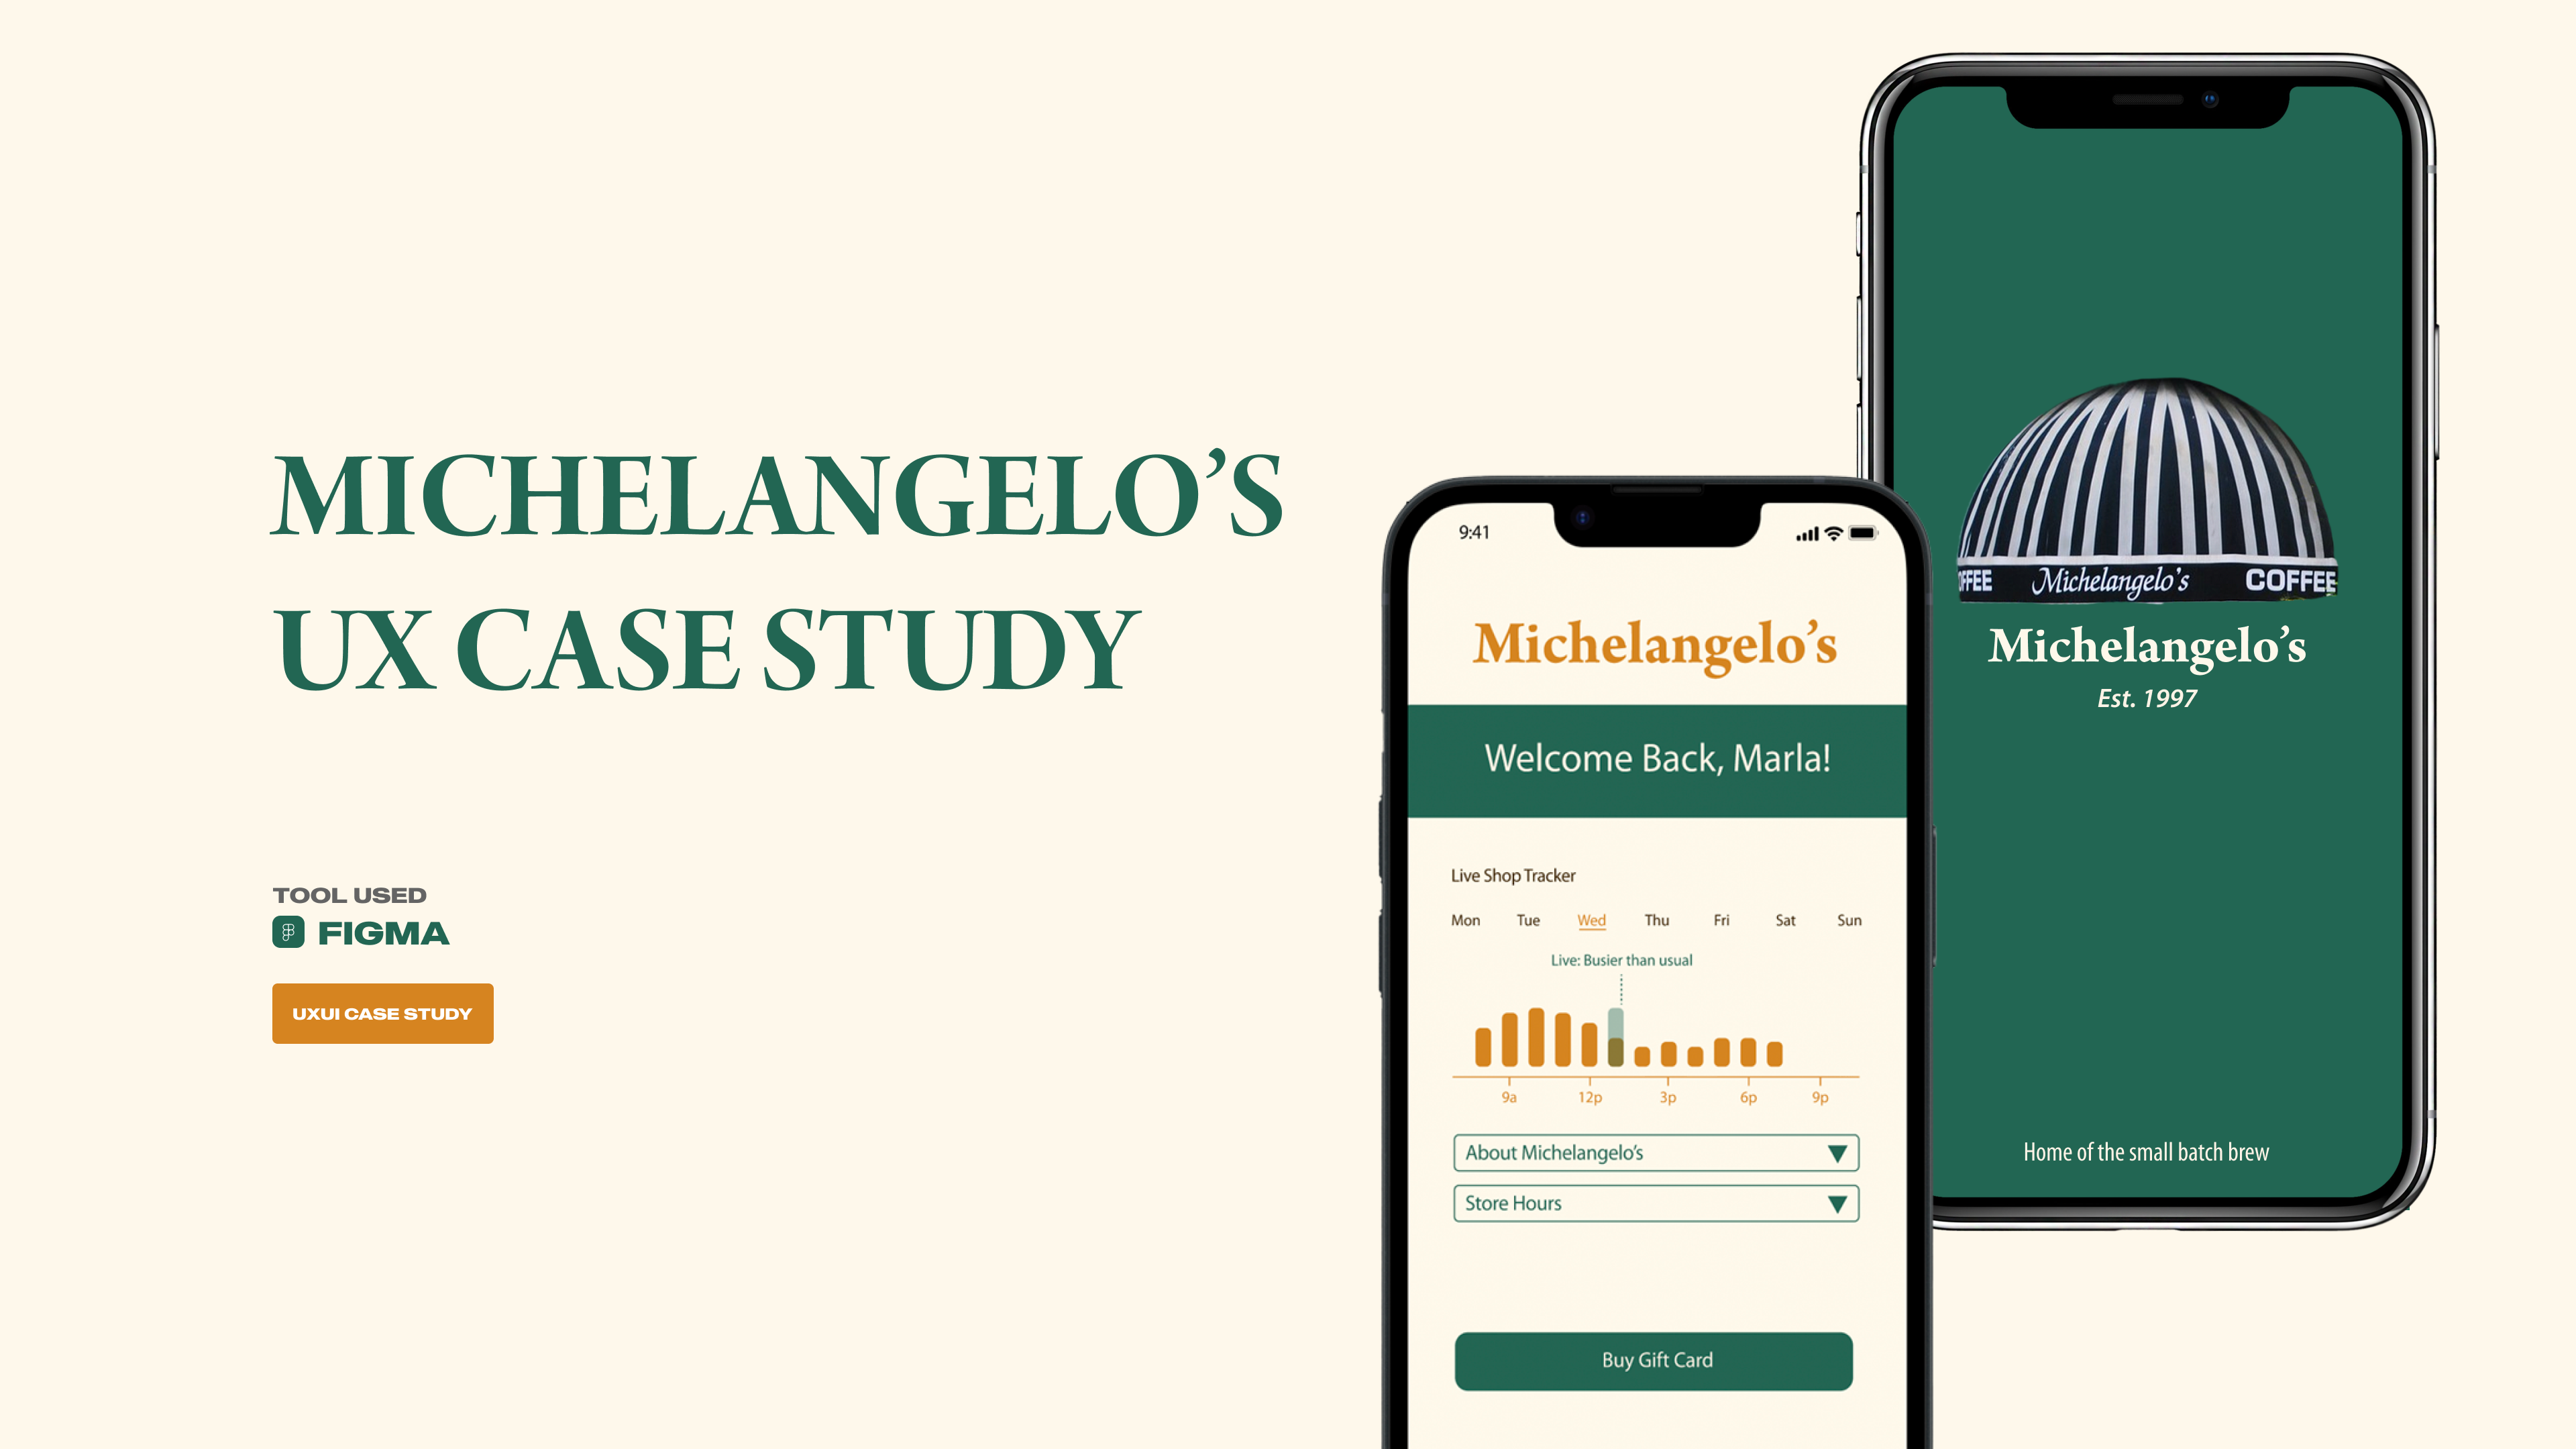 MICHELANGELO’S
UX CASE STUDY
TOOL USED
FIGMA
UXUI CASE STUDY
9:41
Michelangelo’s
Welcome Back, Marla!
Live Shop Tracker
Mon Tue Wed Thu Fri Sat Sun
Live: Busier than usual
9a 12p 3p 6p 9p
About Michelangelo’s
Store Hours
Buy Gift Card
OFFEE Michelangelo’s COFFEE
Michelangelo’s
Est. 1997
Home of the small batch brew